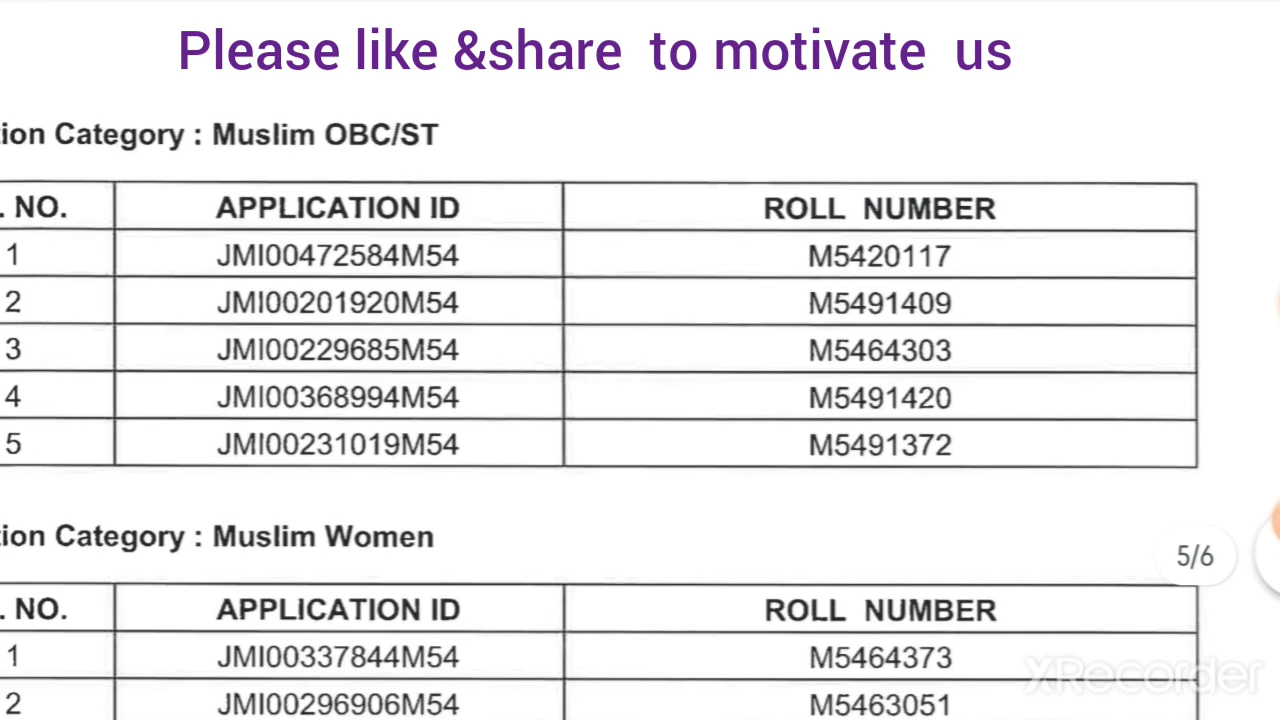 Please like &share to motivate us
tion Category : Muslim OBC/ST
. NO. APPLICATION ID ROLL NUMBER
1 JMI00472584M54 M5420117
2 JMI00201920M54 M5491409
3 JMI00229685M54 M5464303
4 JMI00368994M54 M5491420
5 JMI00231019M54 M5491372
tion Category : Muslim Women
5/6
. NO. APPLICATION ID ROLL NUMBER
1 JMI00337844M54 M5464373
XRecorder
2 JMI00296906M54 M5463051